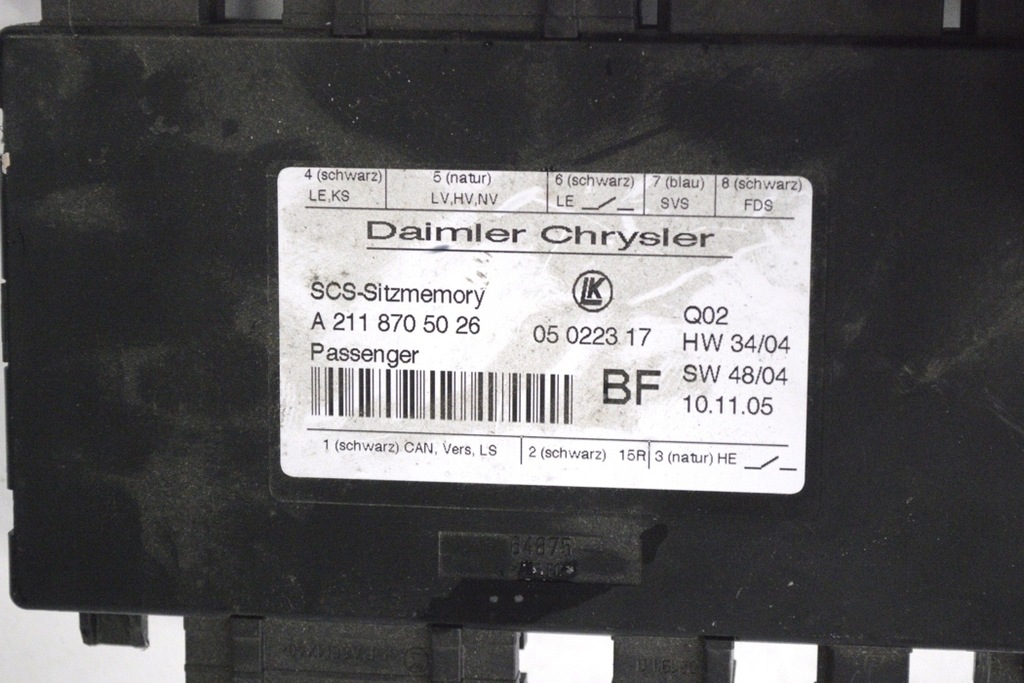 4 (schwarz) 5 (natur) 6 (schwarz) 7 (blau) 8 (schwarz)
LE,KS LV,HV,NV LE SVS FDS
Daimler Chrysler
SCS-Sitzmemory LK Q02
A 211 870 50 26 05 0223 17 HW 34/04
Passenger BF SW 48/04
10.11.05
1 (schwarz) CAN, Vers, LS 2 (schwarz) 15R 3 (natur) HE
84875